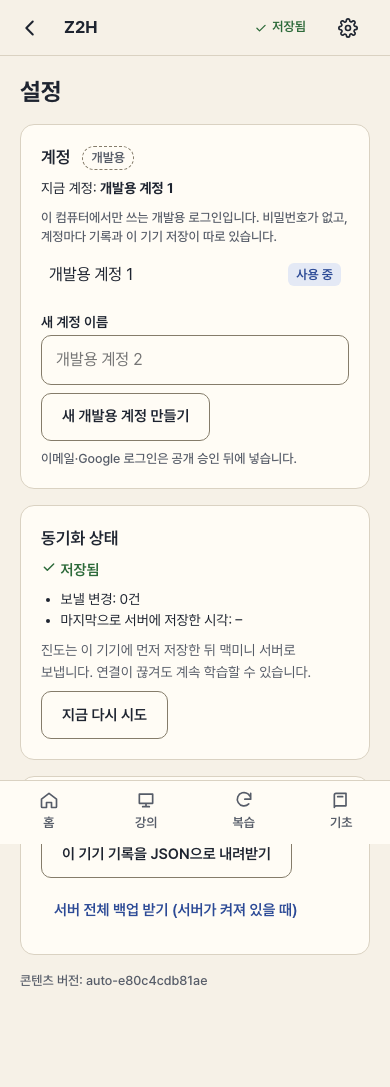 Z2H
저장됨
설정
계정
개발용
지금 계정: 개발용 계정 1
이 컴퓨터에서만 쓰는 개발용 로그인입니다. 비밀번호가 없고,
계정마다 기록과 이 기기 저장이 따로 있습니다.
개발용 계정 1
사용 중
새 계정 이름
개발용 계정 2
새 개발용 계정 만들기
이메일·Google 로그인은 공개 승인 뒤에 넣습니다.
동기화 상태
저장됨
• 보낼 변경: 0건
• 마지막으로 서버에 저장한 시각: –
진도는 이 기기에 먼저 저장한 뒤 맥미니 서버로
보냅니다. 연결이 끊겨도 계속 학습할 수 있습니다.
지금 다시 시도
홈
강의
복습
기초
이 기기 기록을 JSON으로 내려받기
서버 전체 백업 받기 (서버가 켜져 있을 때)
콘텐츠 버전: auto-e80c4cdb81ae